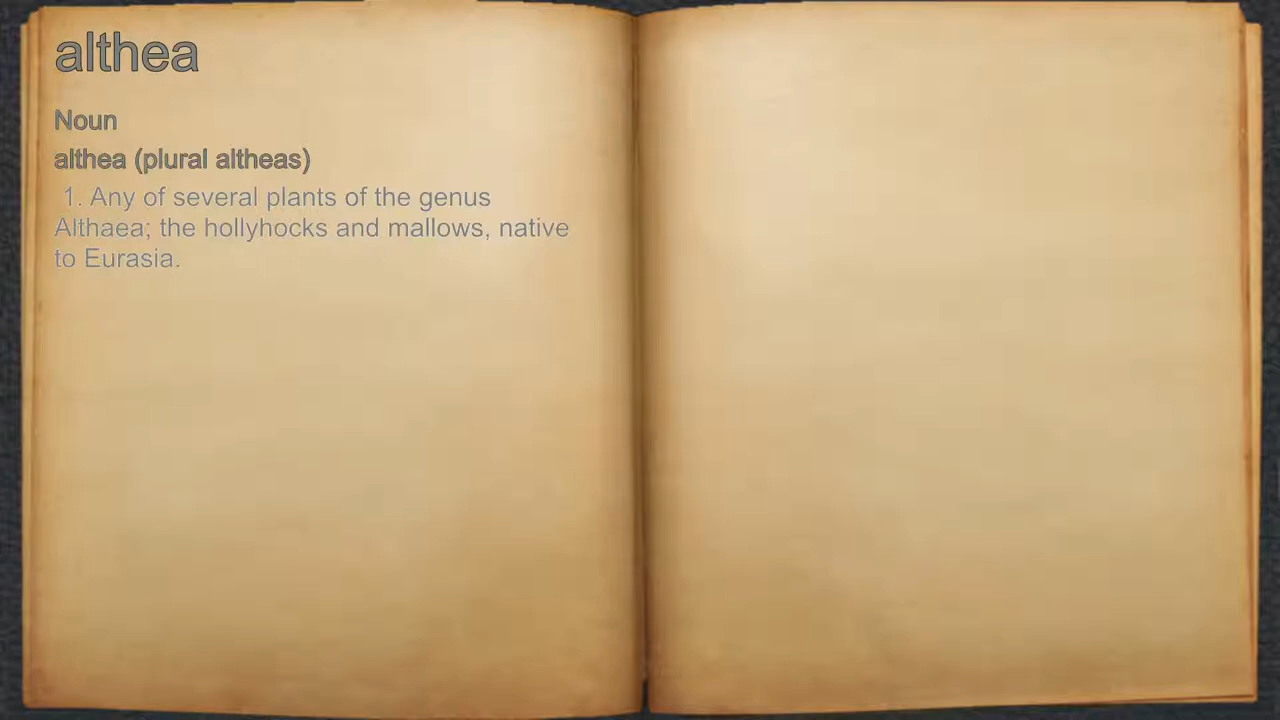 althea
Noun
althea (plural altheas)
1. Any of several plants of the genus
Althaea; the hollyhocks and mallows, native
to Eurasia.